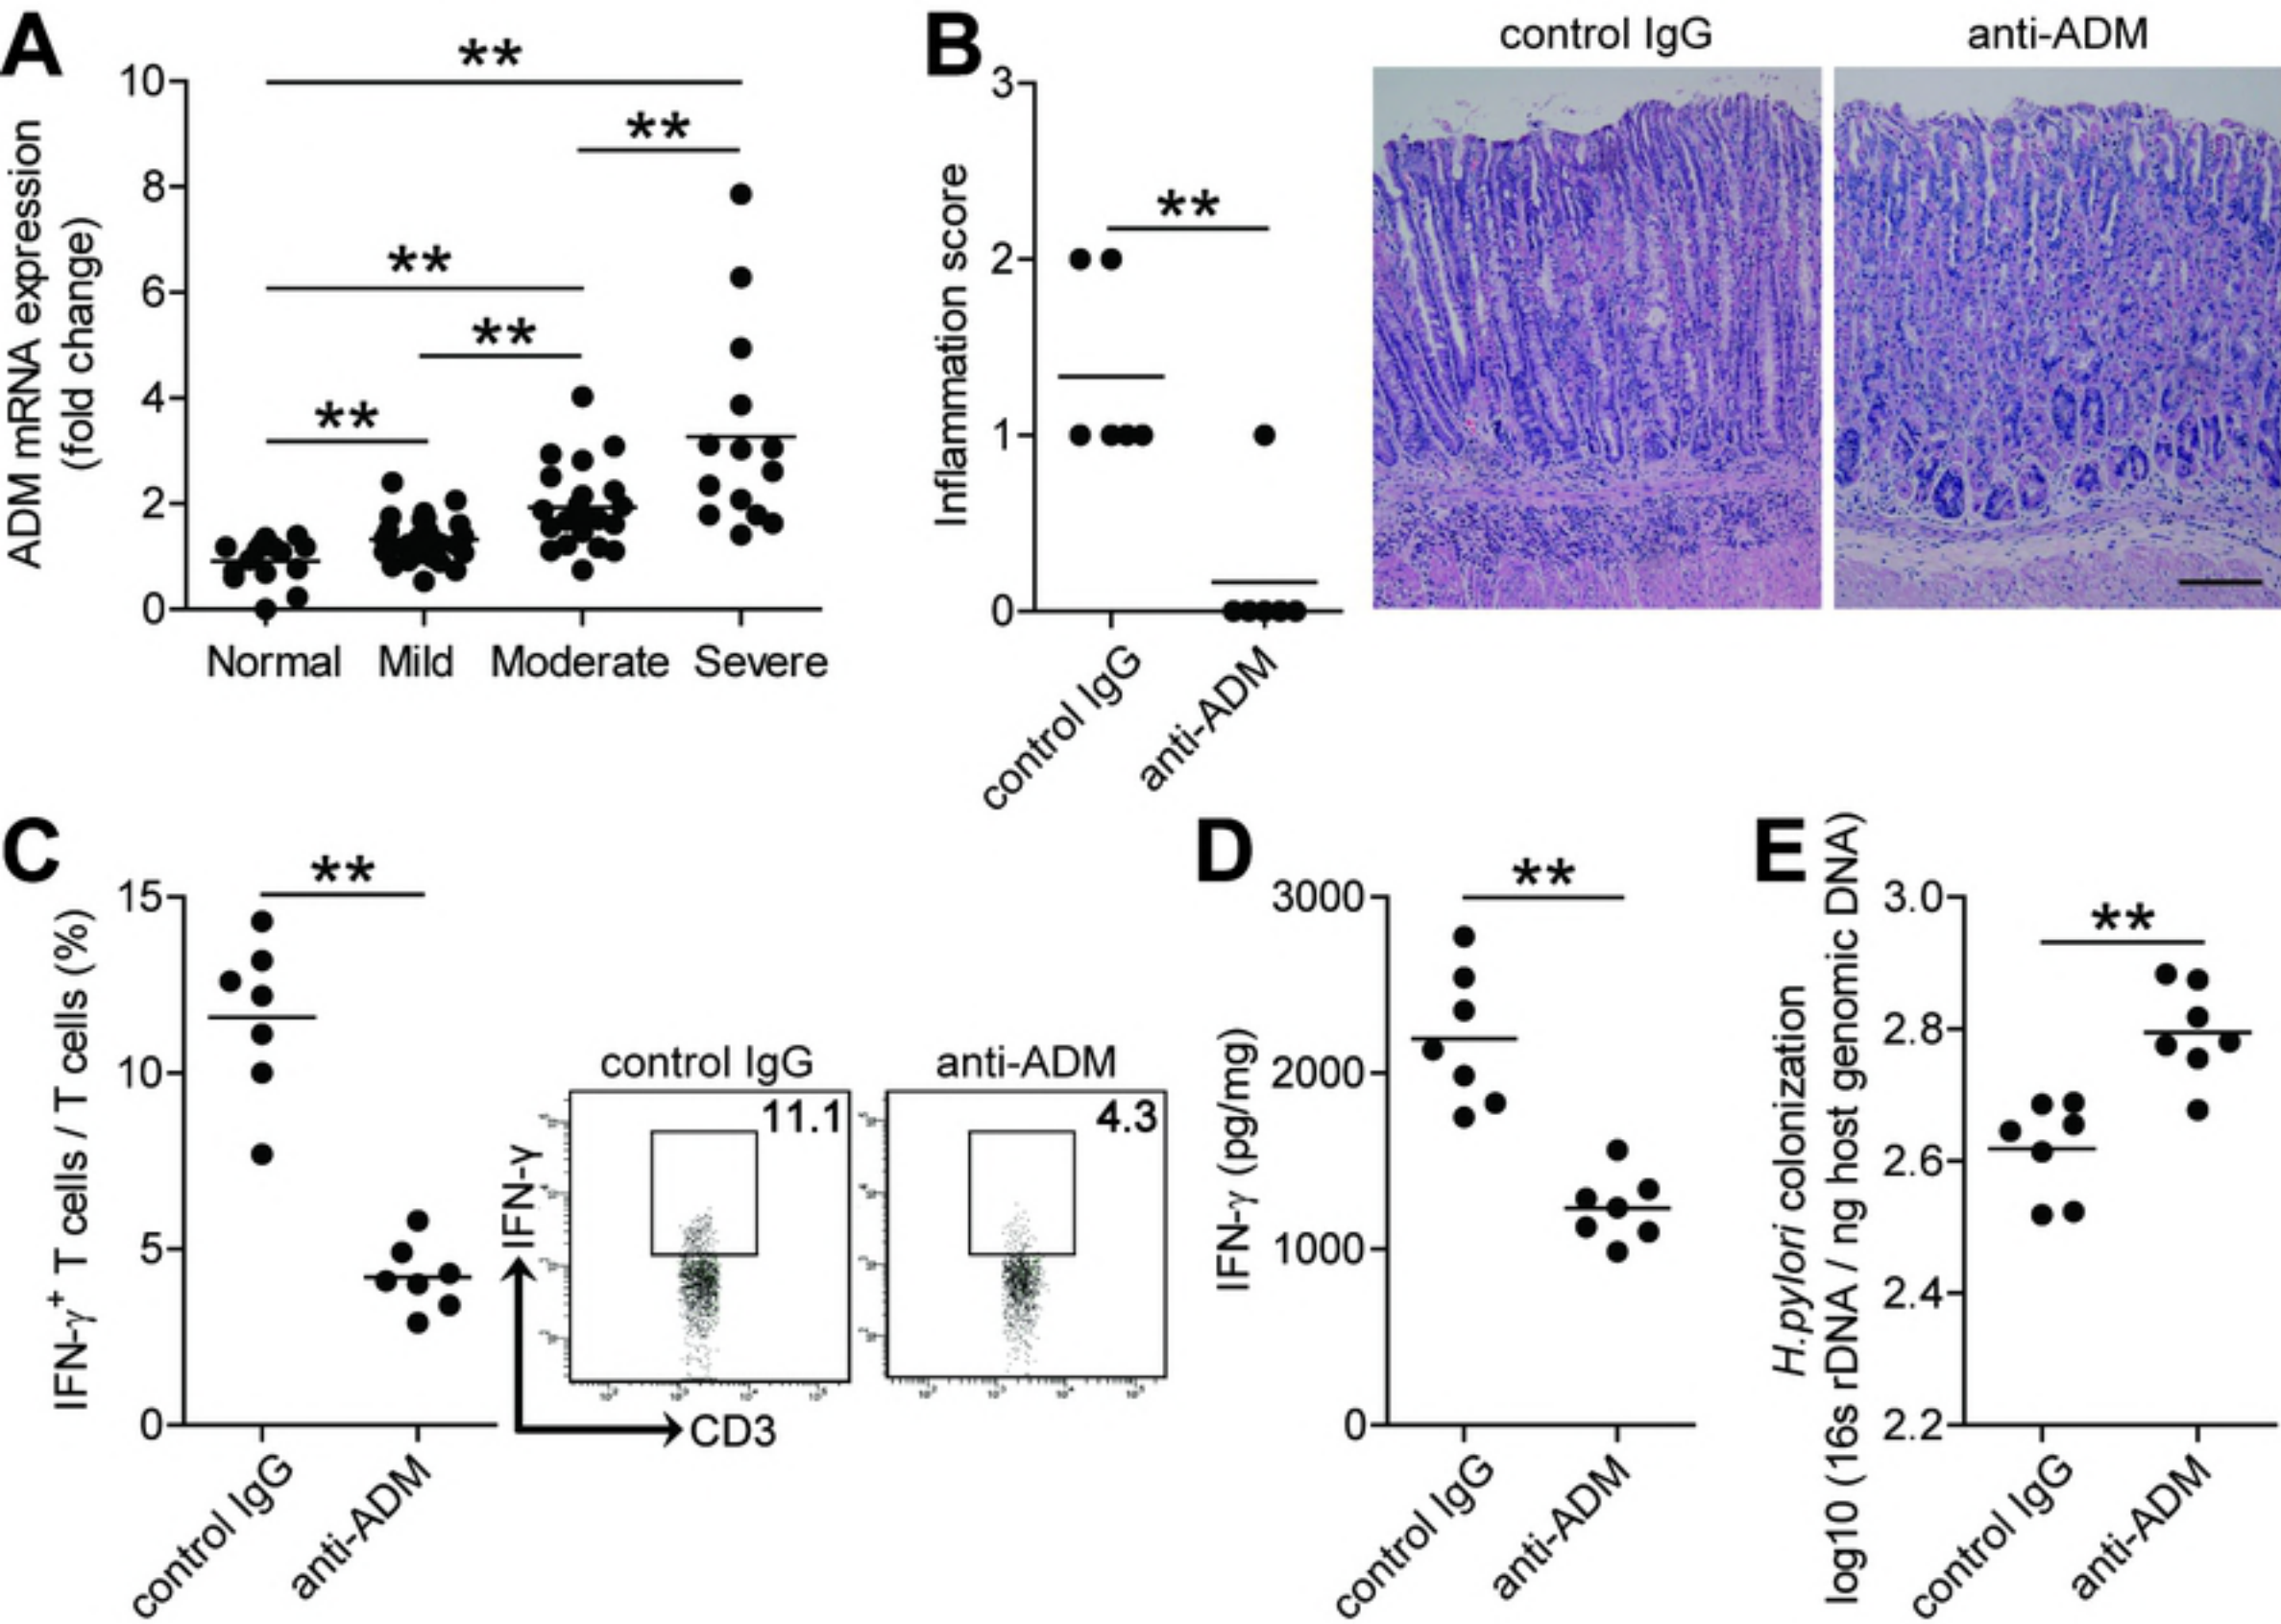 A
**
**
**
**
**
10
8
6
4
2
0
ADM mRNA expression
(fold change)
Normal Mild Moderate Severe
B
control IgG anti-ADM
**
3
2
1
0
Inflammation score
control IgG
anti-ADM
C
**
15
10
5
0
IFN-γ+ T cells / T cells (%)
control IgG
anti-ADM
control IgG anti-ADM
11.1 4.3
IFN-γ
CD3
D
**
3000
2000
1000
0
IFN-γ (pg/mg)
control IgG
anti-ADM
E
**
3.0
2.8
2.6
2.4
2.2
H.pylori colonization
log10 (16s rDNA / ng host genomic DNA)
control IgG
anti-ADM